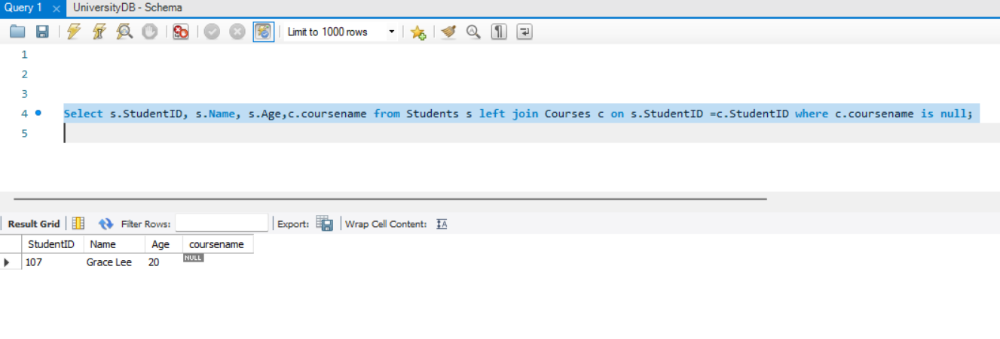 Query 1 × UniversityDB - Schema
Limit to 1000 rows
1
2
3
4 Select s.StudentID, s.Name, s.Age,c.coursename from Students s left join Courses c on s.StudentID =c.StudentID where c.coursename is null;
5
Result Grid Filter Rows: Export: Wrap Cell Content: IA
StudentID Name Age coursename
107 Grace Lee 20 NULL